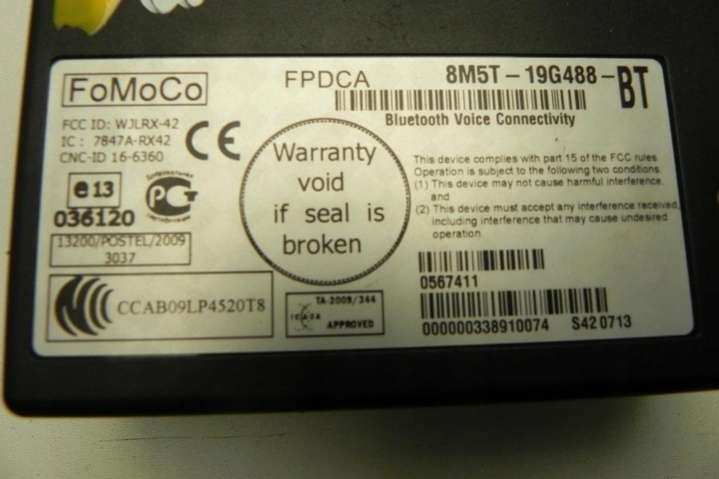 FoMoCo
FPDCA
8M5T-19G488-BT
Bluetooth Voice Connectivity
FCC ID: WJLRX-42
IC : 7847A-RX42
CNC-ID 16-6360
CE
Warranty
void
if seal is
broken
This device complies with part 15 of the FCC rules
Operation is subject to the following two conditions.
(1) This device may not cause harmful interference,
and
(2) This device must accept any interference received,
including interference that may cause undesired
operation.
e13
036120
13200/POSTEL/2009
3037
CCAB09LP4520T8
TA-2009/344
ICASA
APPROVED
0567411
000000338910074 S420713